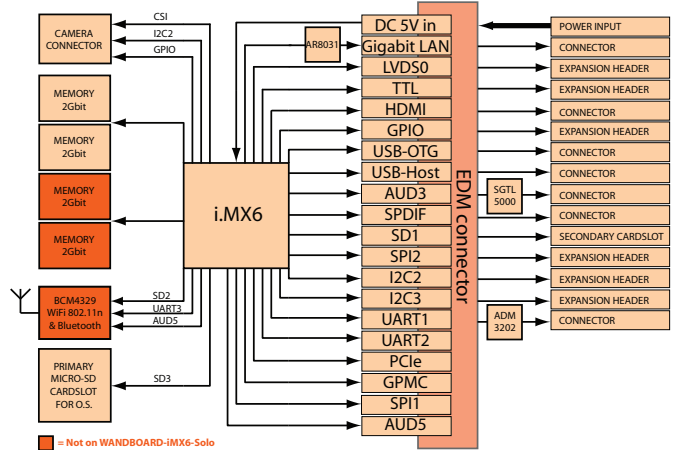 CAMERA
CONNECTOR
CSI
I2C2
GPIO
MEMORY
2Gbit
MEMORY
2Gbit
MEMORY
2Gbit
MEMORY
2Gbit
BCM4329
WiFi 802.11n
& Bluetooth
SD2
UART3
AUD5
PRIMARY
MICRO-SD
CARDSLOT
FOR O.S.
SD3
= Not on WANDBOARD-iMX6-Solo
i.MX6
AR8031
DC 5V in
Gigabit LAN
LVDS0
TTL
HDMI
GPIO
USB-OTG
USB-Host
AUD3
SPDIF
SD1
SPI2
I2C2
I2C3
UART1
UART2
PCIe
GPMC
SPI1
AUD5
EDM connector
SGTL
5000
ADM
3202
POWER INPUT
CONNECTOR
EXPANSION HEADER
EXPANSION HEADER
CONNECTOR
EXPANSION HEADER
CONNECTOR
CONNECTOR
CONNECTOR
CONNECTOR
SECONDARY CARDSLOT
EXPANSION HEADER
EXPANSION HEADER
EXPANSION HEADER
CONNECTOR